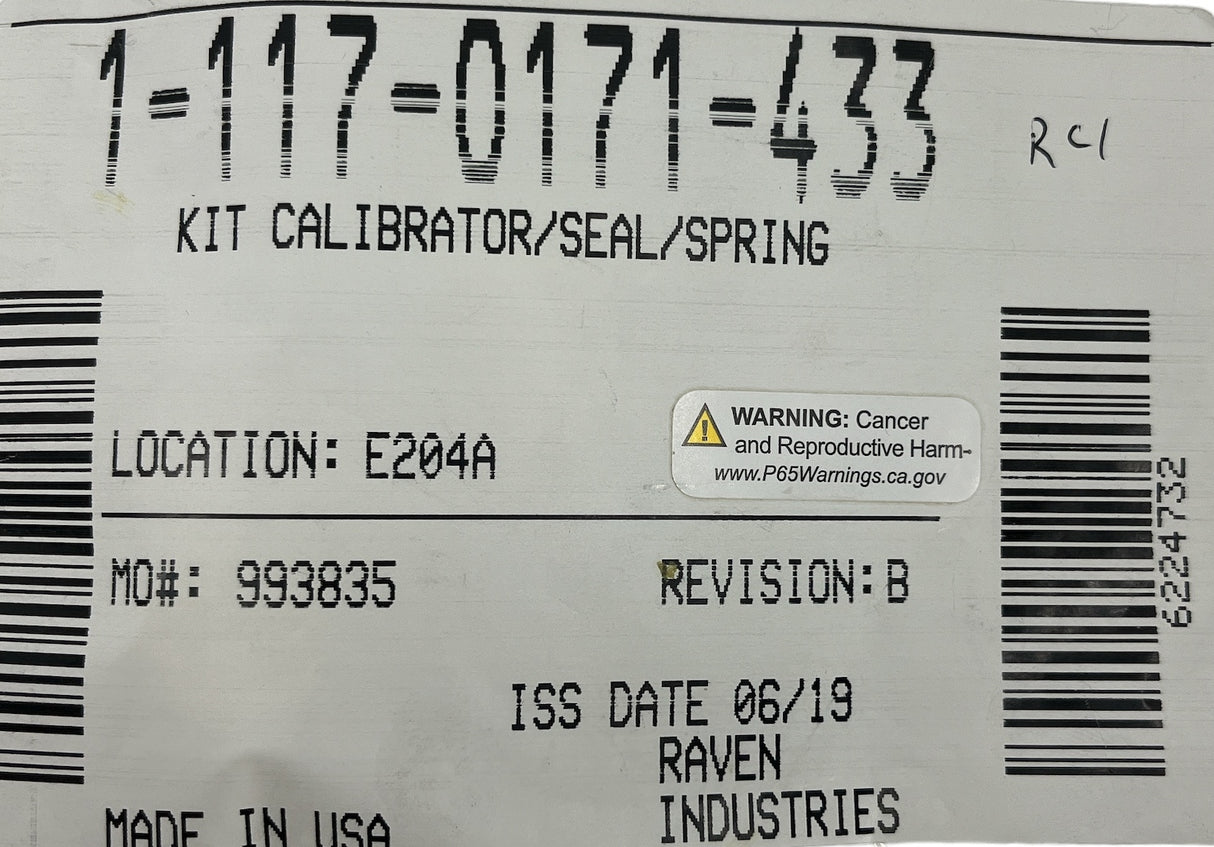 1-117-0171-433
RCI
KIT CALIBRATOR/SEAL/SPRING
LOCATION: E204A
WARNING: Cancer
and Reproductive Harm-
www.P65Warnings.ca.gov
6224732
MO#: 993835
REVISION: B
ISS DATE 06/19
RAVEN
INDUSTRIES
MADE IN USA